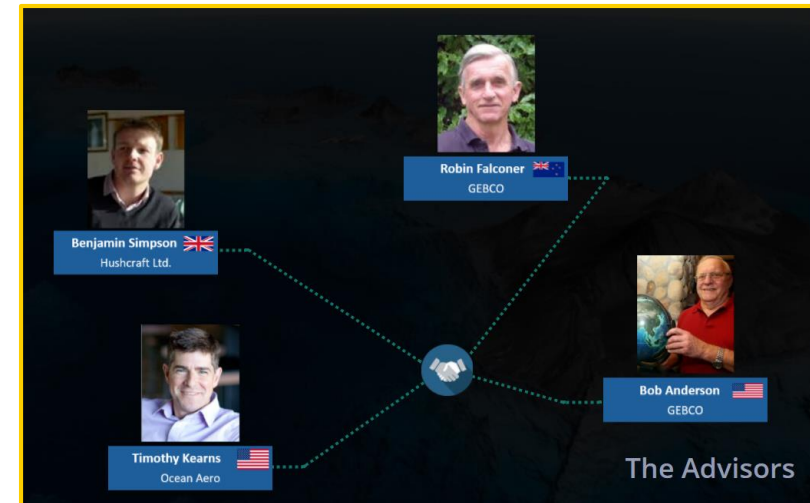 Robin Falconer
GEBCO
Benjamin Simpson
Hushcraft Ltd.
Bob Anderson
GEBCO
Timothy Kearns
Ocean Aero
The Advisors